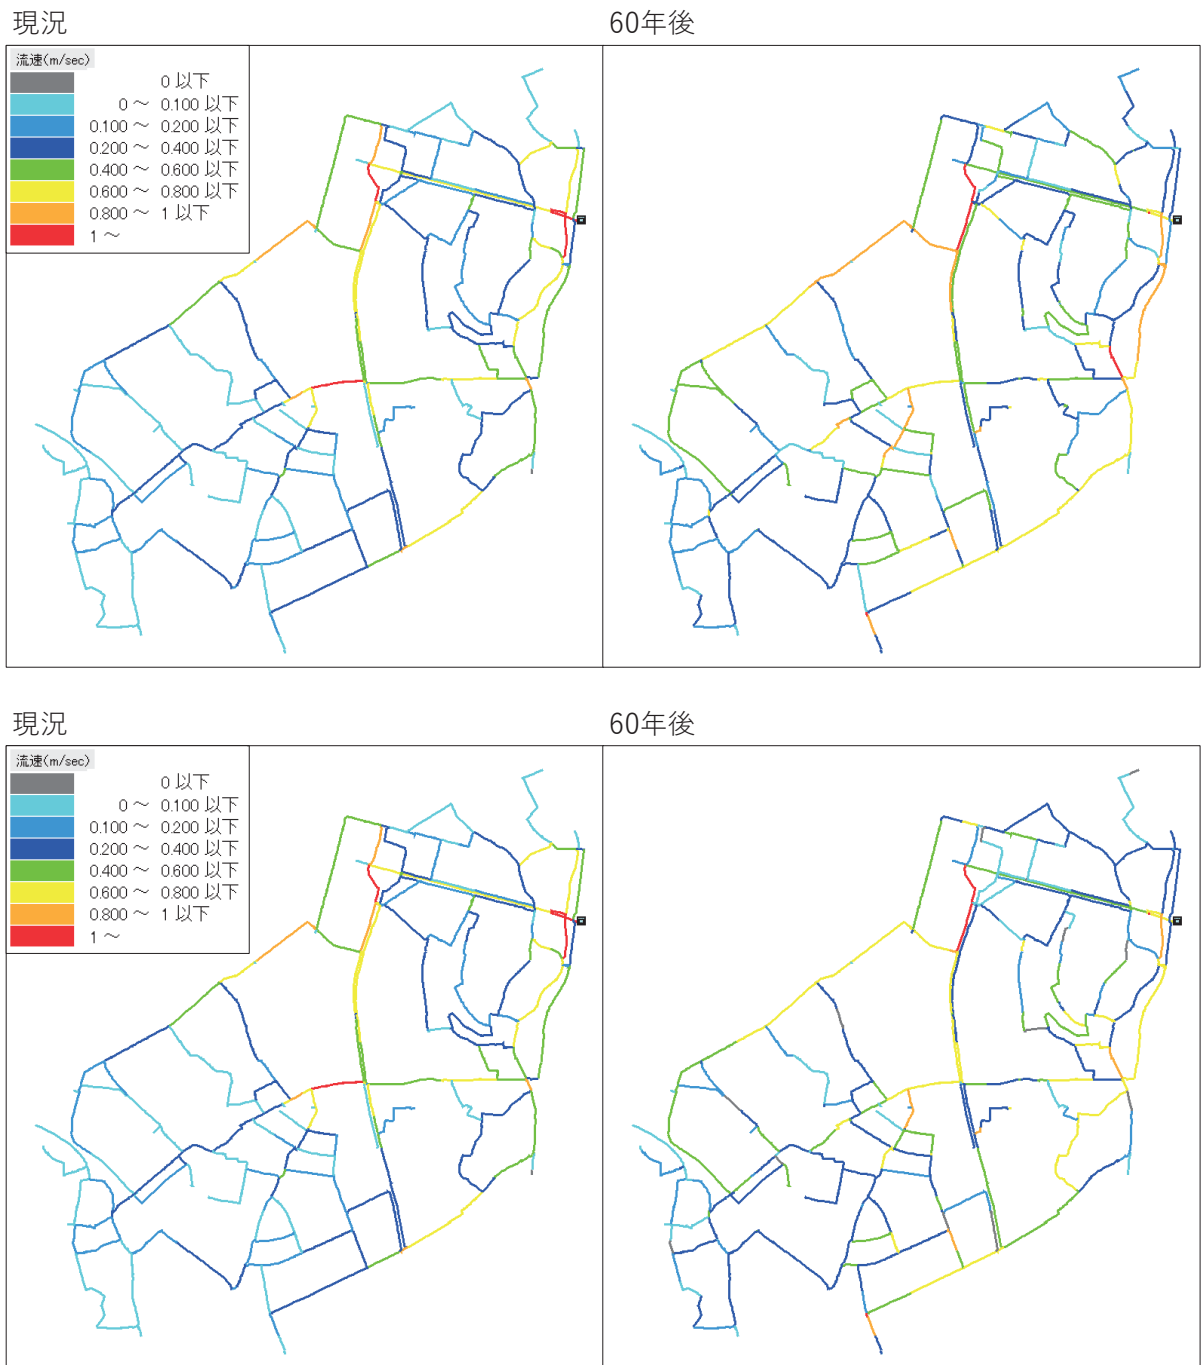 現況
60年後
流速(m/sec)
0 以下
0 ～ 0.100 以下
0.100 ～ 0.200 以下
0.200 ～ 0.400 以下
0.400 ～ 0.600 以下
0.600 ～ 0.800 以下
0.800 ～ 1 以下
1 ～
現況
60年後
流速(m/sec)
0 以下
0 ～ 0.100 以下
0.100 ～ 0.200 以下
0.200 ～ 0.400 以下
0.400 ～ 0.600 以下
0.600 ～ 0.800 以下
0.800 ～ 1 以下
1 ～